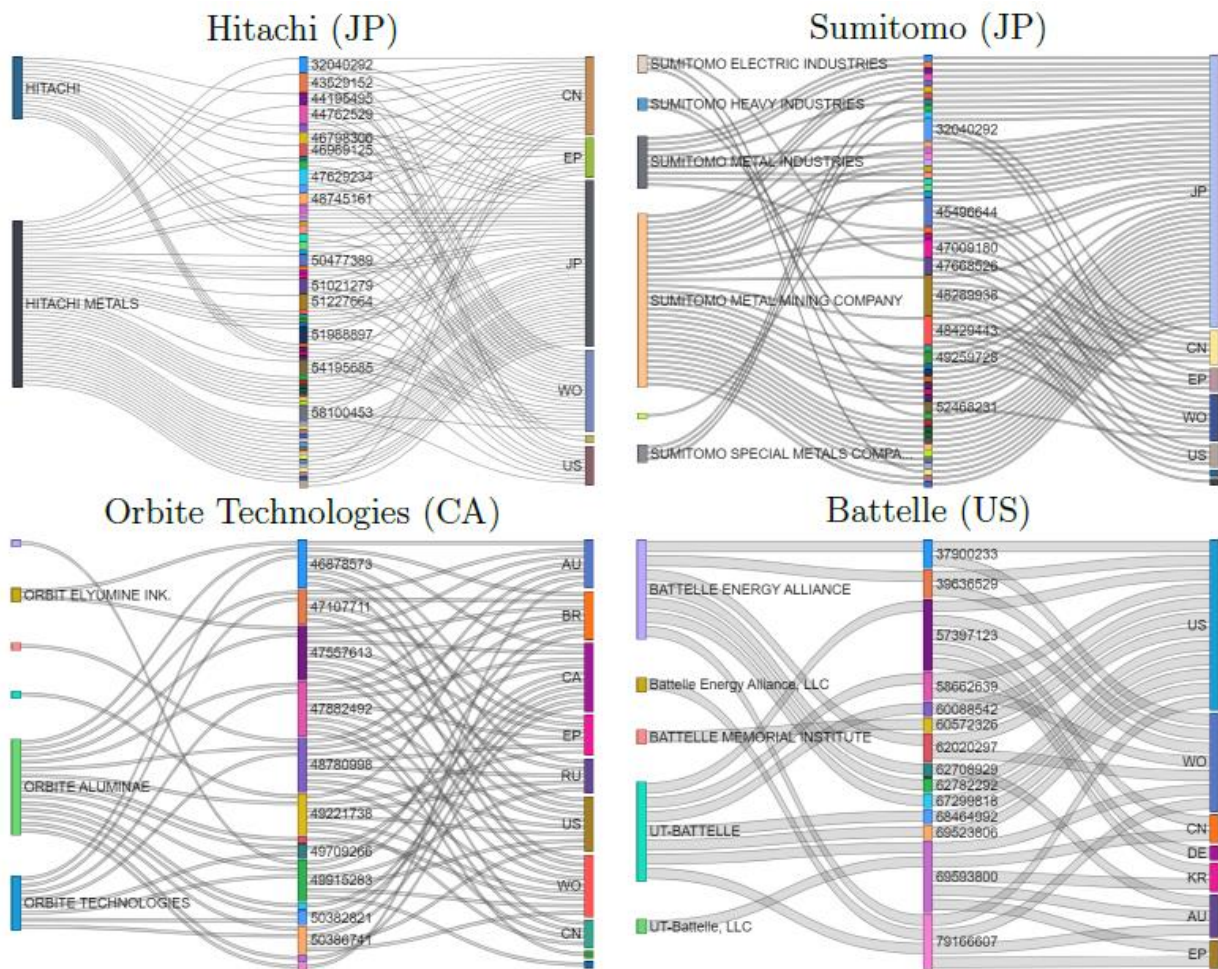 Hitachi (JP)
HITACHI
HITACHI METALS
32040292
43529152
44195495
44762529
46798306
46989125
47629234
48745161
50477389
51021279
51227664
51988897
54195685
58100453
CN
EP
JP
WO
US
Sumitomo (JP)
SUMITOMO ELECTRIC INDUSTRIES
SUMITOMO HEAVY INDUSTRIES
SUMITOMO METAL INDUSTRIES
SUMITOMO METAL MINING COMPANY
SUMITOMO SPECIAL METALS COMPA...
32040292
45496644
47009180
47668526
48289938
48429443
49259728
52468231
JP
CN
EP
WO
US
Orbite Technologies (CA)
ORBIT ELYUMINE INK.
ORBITE ALUMINAE
ORBITE TECHNOLOGIES
46878573
47107711
47557613
47882492
48780998
49221738
49709266
49915283
50382821
50386741
AU
BR
CA
EP
RU
US
WO
CN
Battelle (US)
BATTELLE ENERGY ALLIANCE
Battelle Energy Alliance, LLC
BATTELLE MEMORIAL INSTITUTE
UT-BATTELLE
UT-Battelle, LLC
37900233
39636529
57397123
58662639
60088542
60572326
62020297
62708929
62782292
67299818
68464992
69523806
69593800
79166607
US
WO
CN
DE
KR
AU
EP